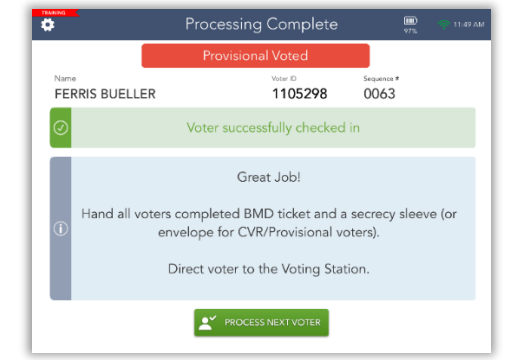 TRAINING
Processing Complete
97%
11:49 AM
Provisional Voted
Name
Voter ID
Sequence #
FERRIS BUELLER
1105298
0063
Voter successfully checked in
Great Job!
Hand all voters completed BMD ticket and a secrecy sleeve (or
envelope for CVR/Provisional voters).
Direct voter to the Voting Station.
PROCESS NEXT VOTER